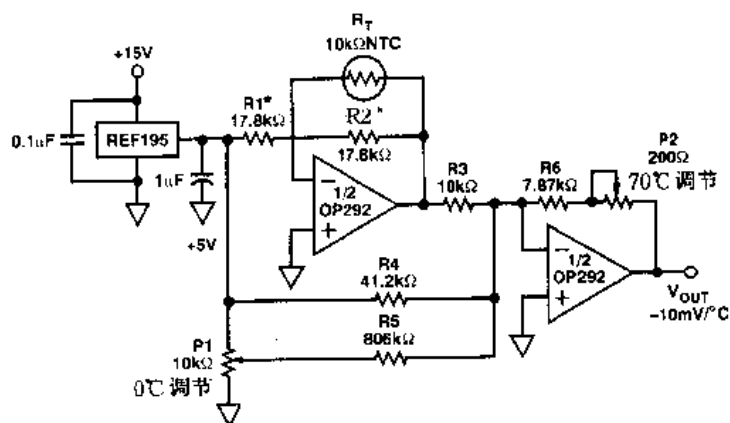 R_T
10kΩNTC
+15V
0.1uF
REF195
1uF
+5V
R1*
17.8kΩ
R2*
17.8kΩ
−
1/2
OP292
+
R3
10kΩ
R4
41.2kΩ
R5
806kΩ
P1
10kΩ
0℃ 调节
R6
7.87kΩ
P2
200Ω
70℃ 调节
−
1/2
OP292
+
V_OUT
−10mV/°C